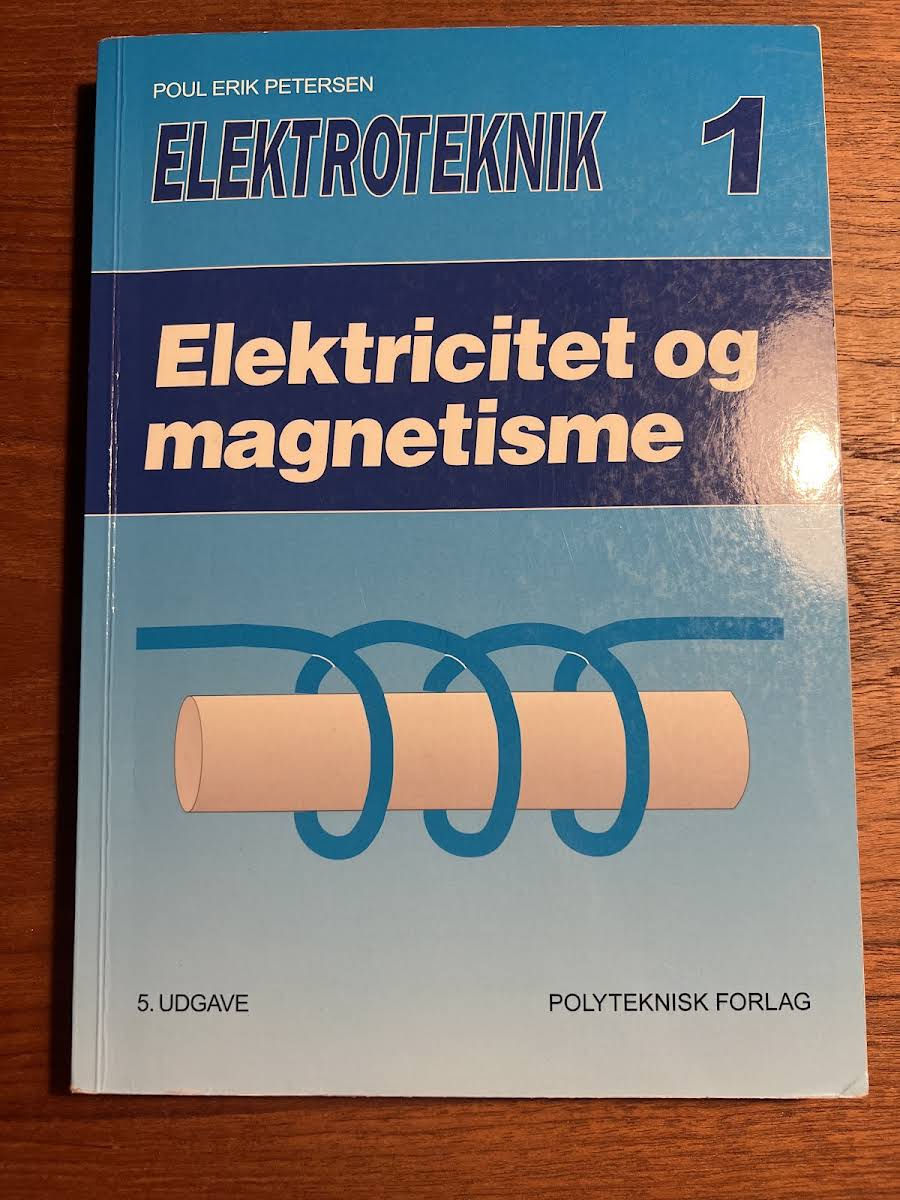 POUL ERIK PETERSEN
ELEKTROTEKNIK 1
Elektricitet og
magnetisme
5. UDGAVE
POLYTEKNISK FORLAG